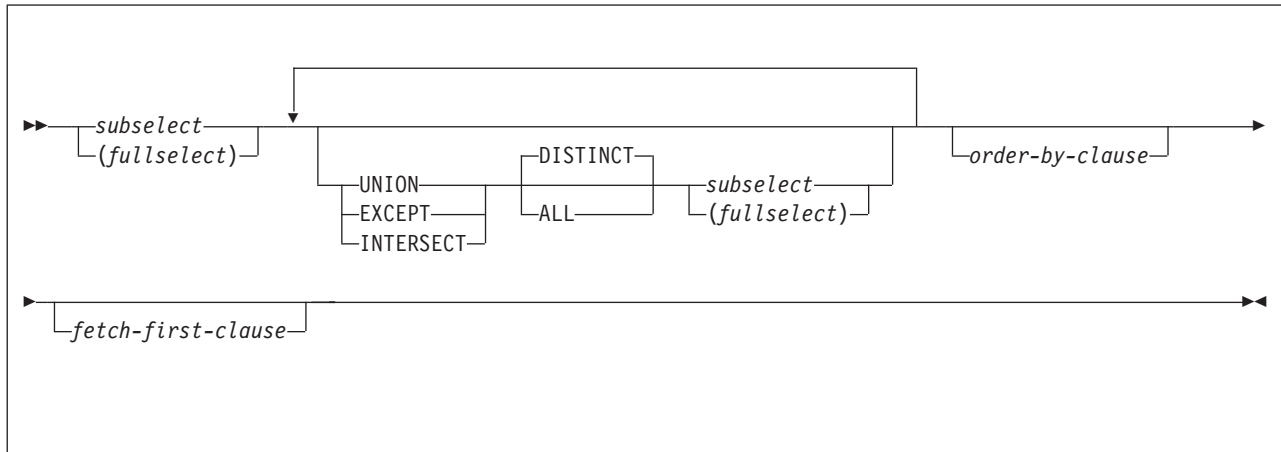 subselect
(fullselect)
UNION
EXCEPT
INTERSECT
DISTINCT
ALL
subselect
(fullselect)
order-by-clause
fetch-first-clause